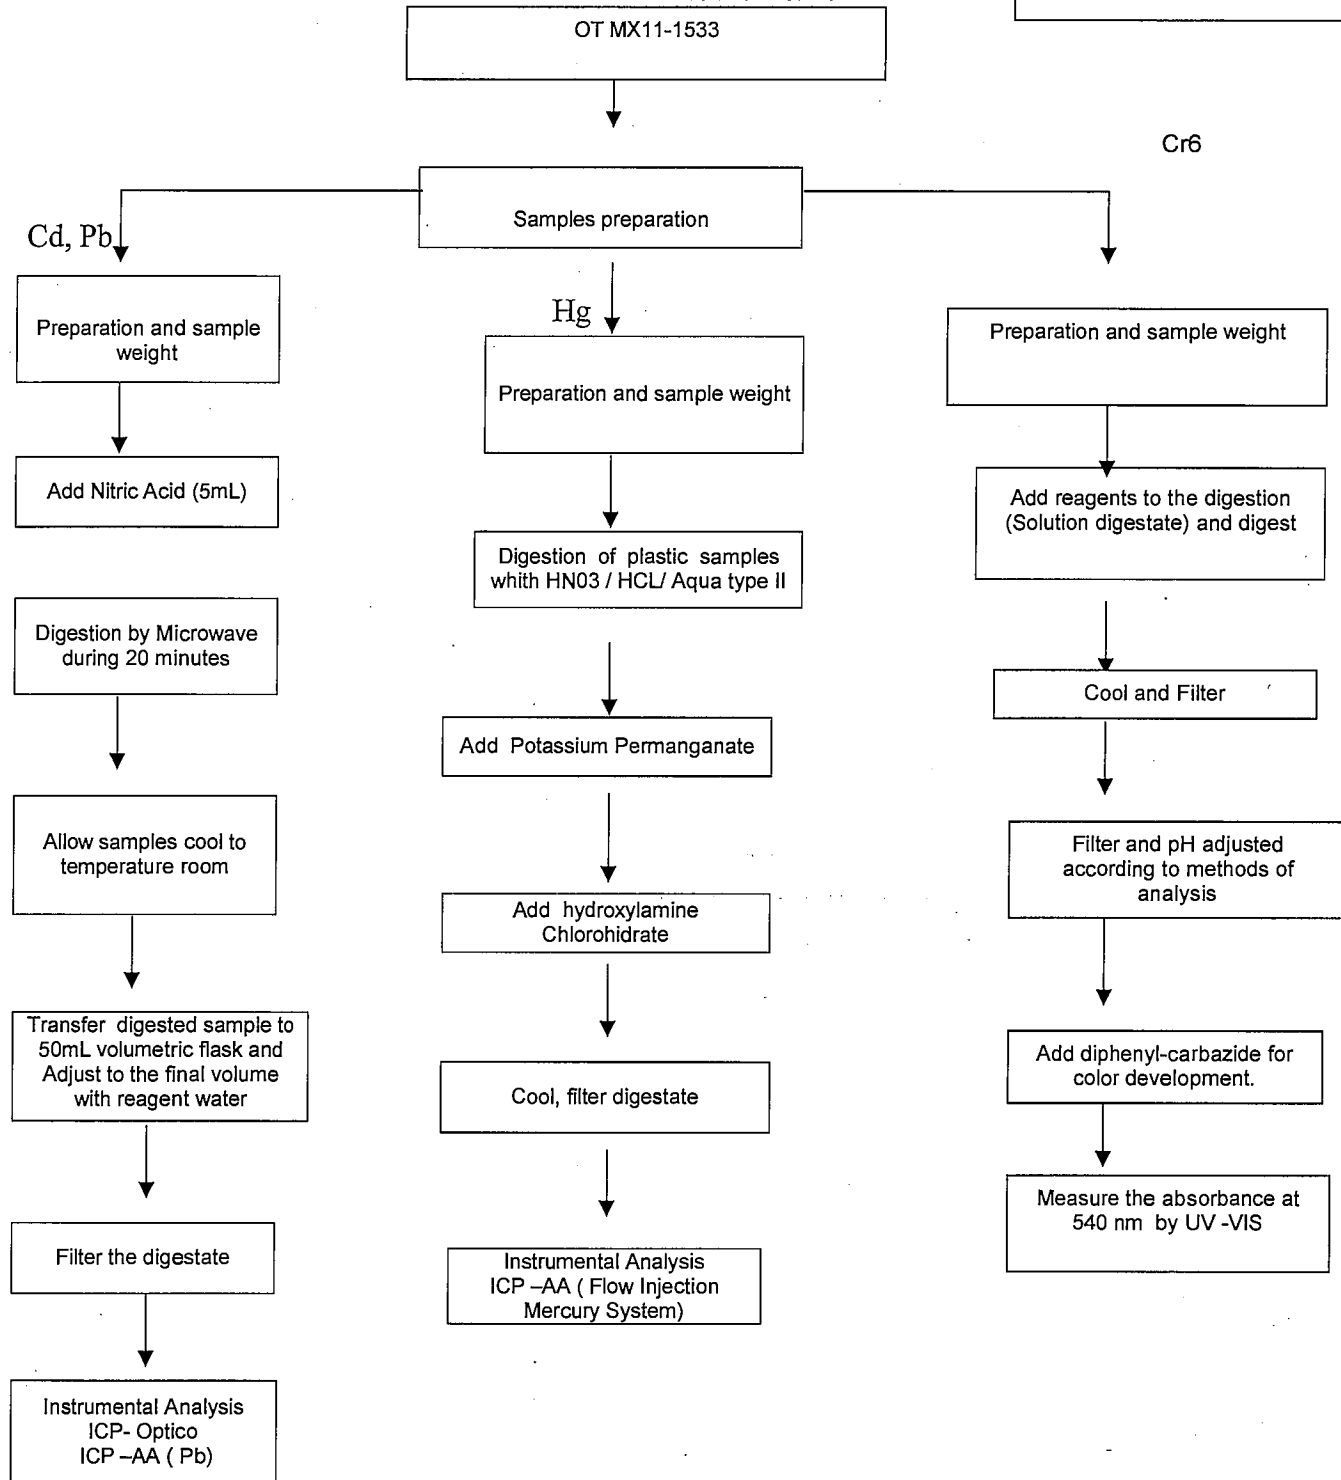 OT MX11-1533
Cr6
Samples preparation
Cd, Pb
Preparation and sample
weight
Add Nitric Acid (5mL)
Digestion by Microwave
during 20 minutes
Allow samples cool to
temperature room
Transfer digested sample to
50mL volumetric flask and
Adjust to the final volume
with reagent water
Filter the digestate
Instrumental Analysis
ICP- Optico
ICP –AA ( Pb)
Hg
Preparation and sample weight
Digestion of plastic samples
whith HN03 / HCL/ Aqua type II
Add Potassium Permanganate
Add hydroxylamine
Chlorohidrate
Cool, filter digestate
Instrumental Analysis
ICP –AA ( Flow Injection
Mercury System)
Preparation and sample weight
Add reagents to the digestion
(Solution digestate) and digest
Cool and Filter
Filter and pH adjusted
according to methods of
analysis
Add diphenyl-carbazide for
color development.
Measure the absorbance at
540 nm by UV -VIS